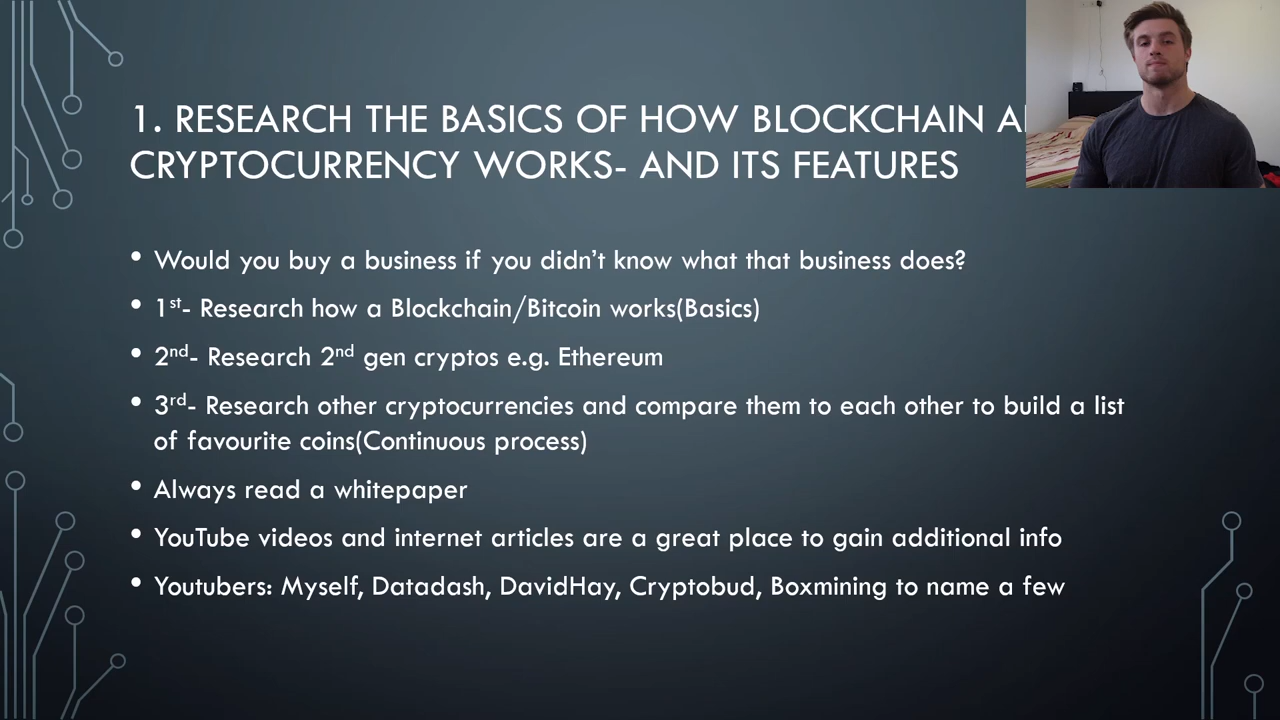 1. RESEARCH THE BASICS OF HOW BLOCKCHAIN
CRYPTOCURRENCY WORKS- AND ITS FEATURES
• Would you buy a business if you didn't know what that business does?
• 1st- Research how a Blockchain/Bitcoin works(Basics)
• 2nd- Research 2nd gen cryptos e.g. Ethereum
• 3rd- Research other cryptocurrencies and compare them to each other to build a list
of favourite coins(Continuous process)
• Always read a whitepaper
• YouTube videos and internet articles are a great place to gain additional info
• Youtubers: Myself, Datadash, DavidHay, Cryptobud, Boxmining to name a few